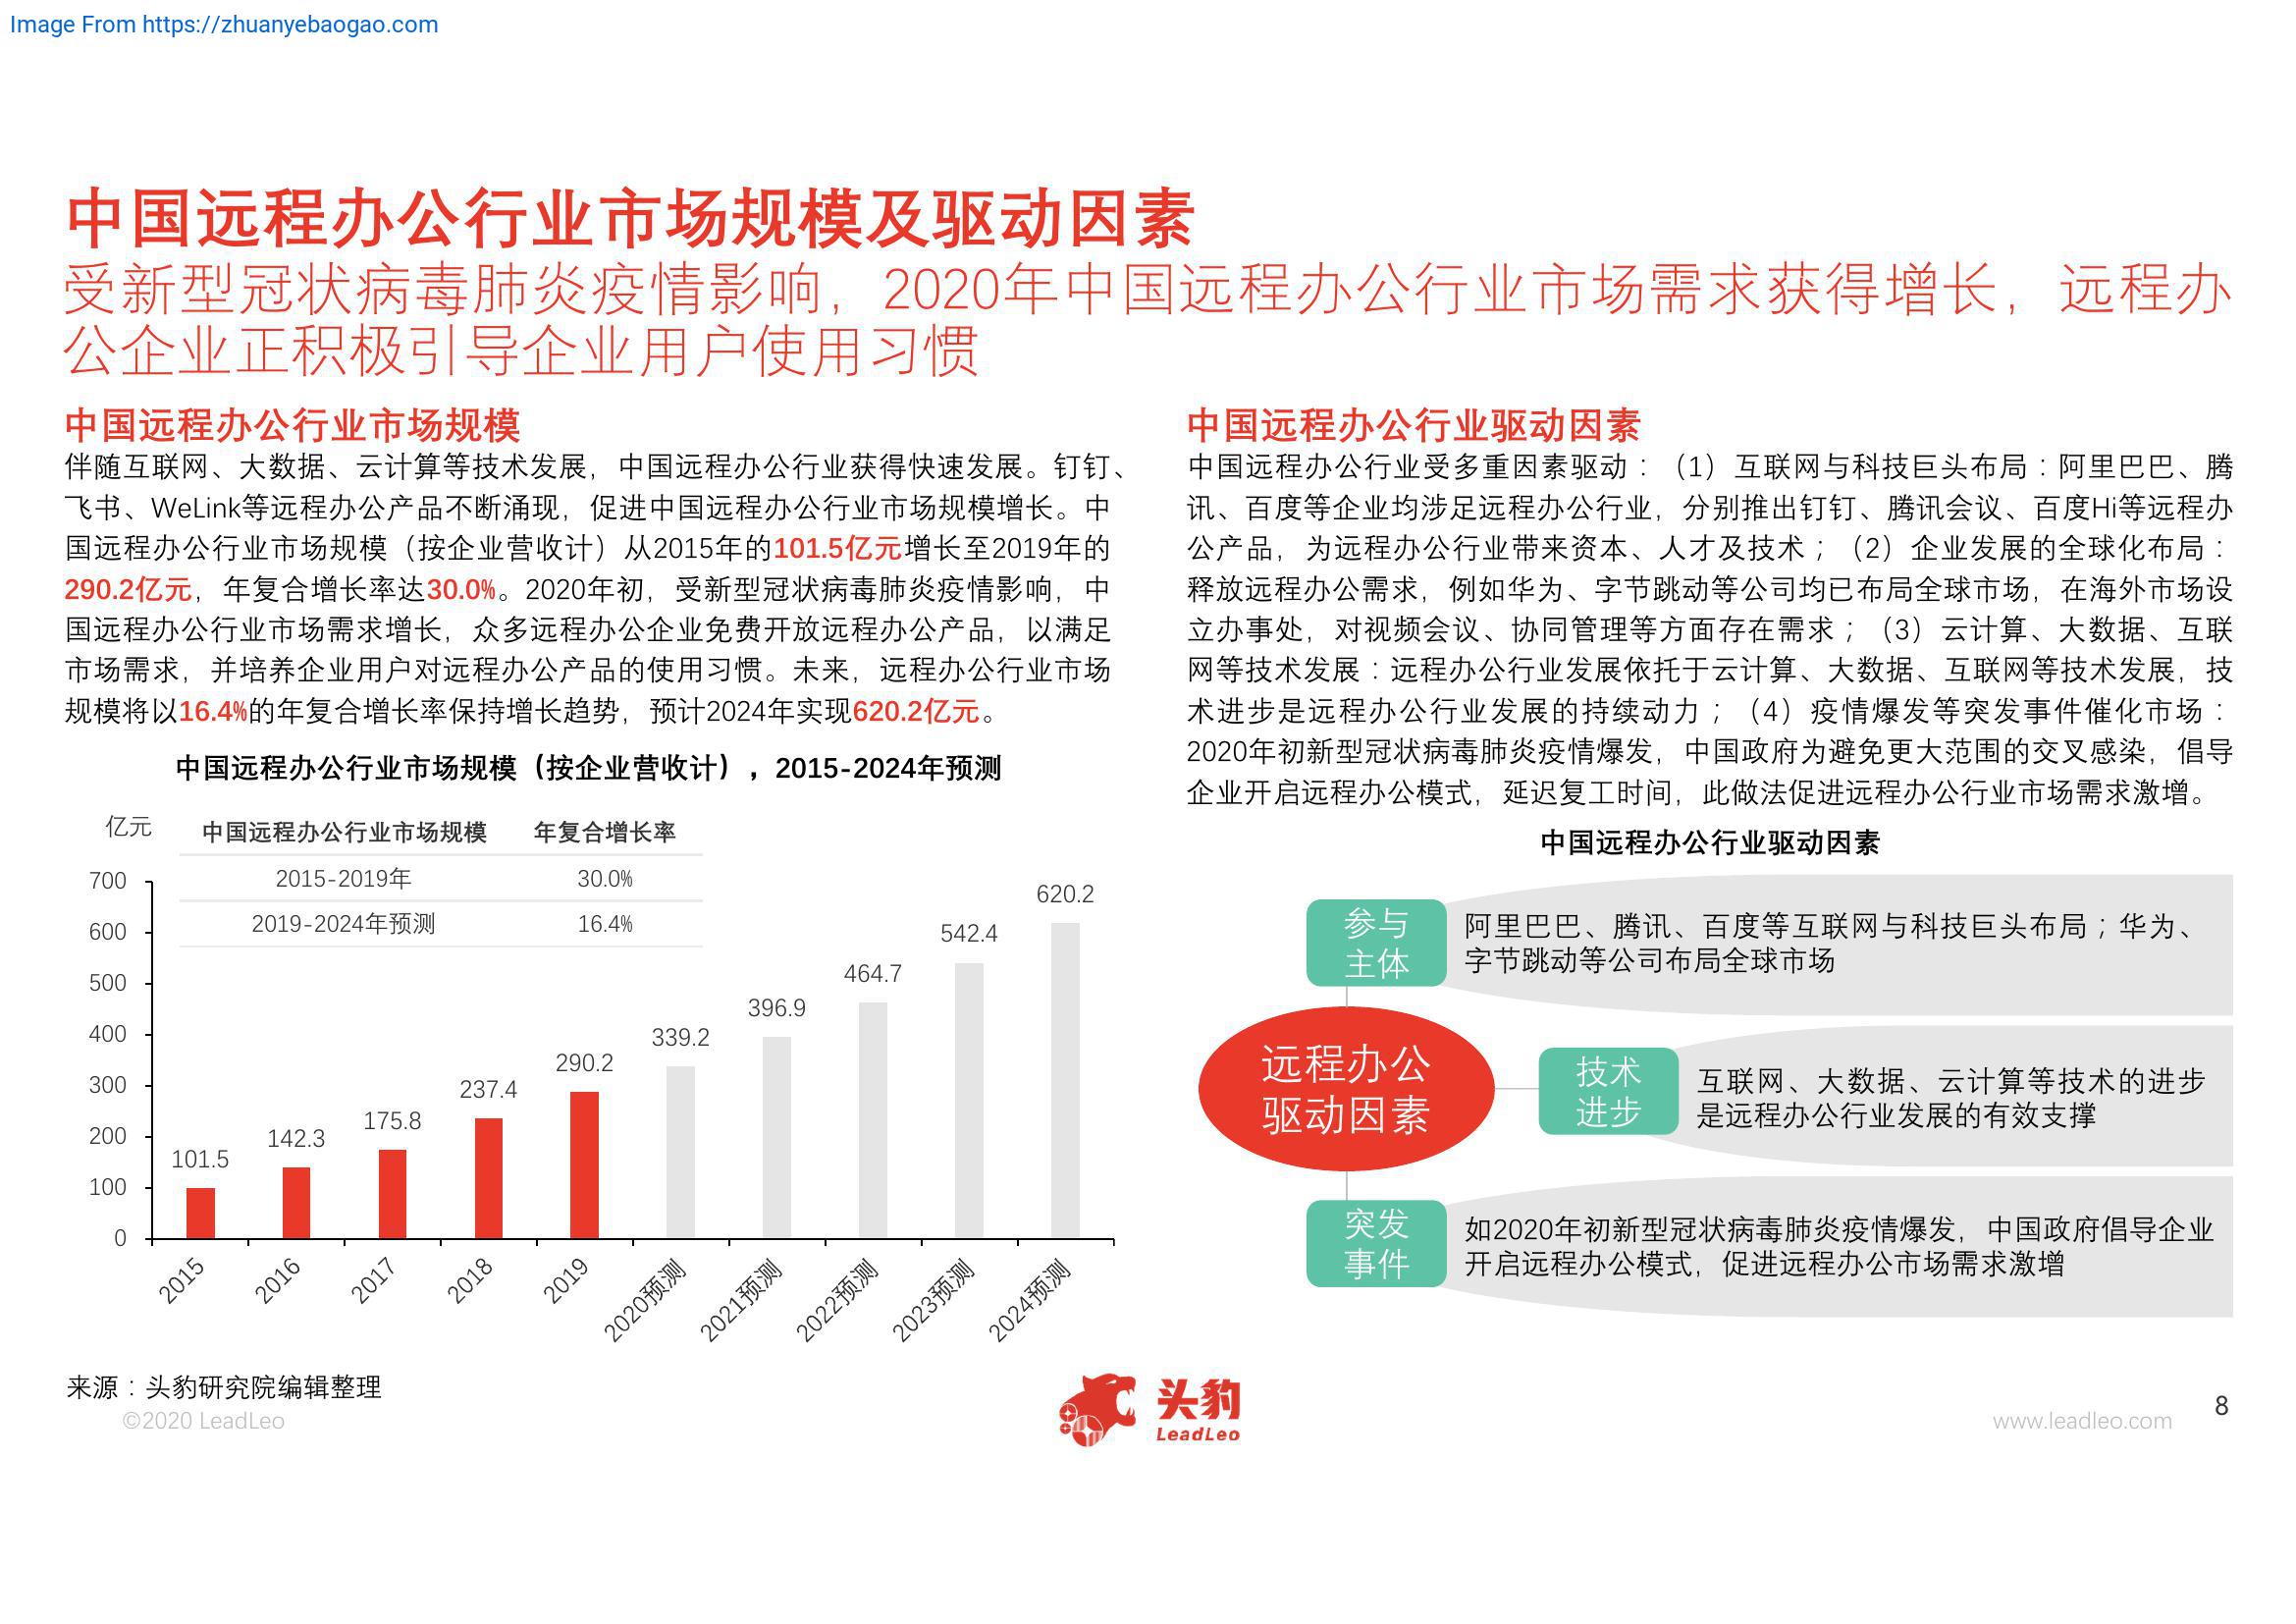 Image From https://zhuanyebaogao.com
中国远程办公行业市场规模及驱动因素
受新型冠状病毒肺炎疫情影响，2020年中国远程办公行业市场需求获得增长，远程办
公企业正积极引导企业用户使用习惯
中国远程办公行业市场规模
伴随互联网、大数据、云计算等技术发展，中国远程办公行业获得快速发展。钉钉、
飞书、WeLink等远程办公产品不断涌现，促进中国远程办公行业市场规模增长。中
国远程办公行业市场规模（按企业营收计）从2015年的101.5亿元增长至2019年的
290.2亿元，年复合增长率达30.0%。2020年初，受新型冠状病毒肺炎疫情影响，中
国远程办公行业市场需求增长，众多远程办公企业免费开放远程办公产品，以满足
市场需求，并培养企业用户对远程办公产品的使用习惯。未来，远程办公行业市场
规模将以16.4%的年复合增长率保持增长趋势，预计2024年实现620.2亿元。
中国远程办公行业市场规模（按企业营收计），2015-2024年预测
亿元
中国远程办公行业市场规模 年复合增长率
2015-2019年 30.0%
2019-2024年预测 16.4%
700
600
500
400
300
200
100
0
101.5
142.3
175.8
237.4
290.2
339.2
396.9
464.7
542.4
620.2
2015
2016
2017
2018
2019
2020预测
2021预测
2022预测
2023预测
2024预测
中国远程办公行业驱动因素
中国远程办公行业受多重因素驱动：（1）互联网与科技巨头布局：阿里巴巴、腾
讯、百度等企业均涉足远程办公行业，分别推出钉钉、腾讯会议、百度Hi等远程办
公产品，为远程办公行业带来资本、人才及技术；（2）企业发展的全球化布局：
释放远程办公需求，例如华为、字节跳动等公司均已布局全球市场，在海外市场设
立办事处，对视频会议、协同管理等方面存在需求；（3）云计算、大数据、互联
网等技术发展：远程办公行业发展依托于云计算、大数据、互联网等技术发展，技
术进步是远程办公行业发展的持续动力；（4）疫情爆发等突发事件催化市场：
2020年初新型冠状病毒肺炎疫情爆发，中国政府为避免更大范围的交叉感染，倡导
企业开启远程办公模式，延迟复工时间，此做法促进远程办公行业市场需求激增。
中国远程办公行业驱动因素
参与
主体
阿里巴巴、腾讯、百度等互联网与科技巨头布局；华为、
字节跳动等公司布局全球市场
远程办公
驱动因素
技术
进步
互联网、大数据、云计算等技术的进步
是远程办公行业发展的有效支撑
突发
事件
如2020年初新型冠状病毒肺炎疫情爆发，中国政府倡导企业
开启远程办公模式，促进远程办公市场需求激增
来源：头豹研究院编辑整理
©2020 LeadLeo
头豹
LeadLeo
www.leadleo.com
8